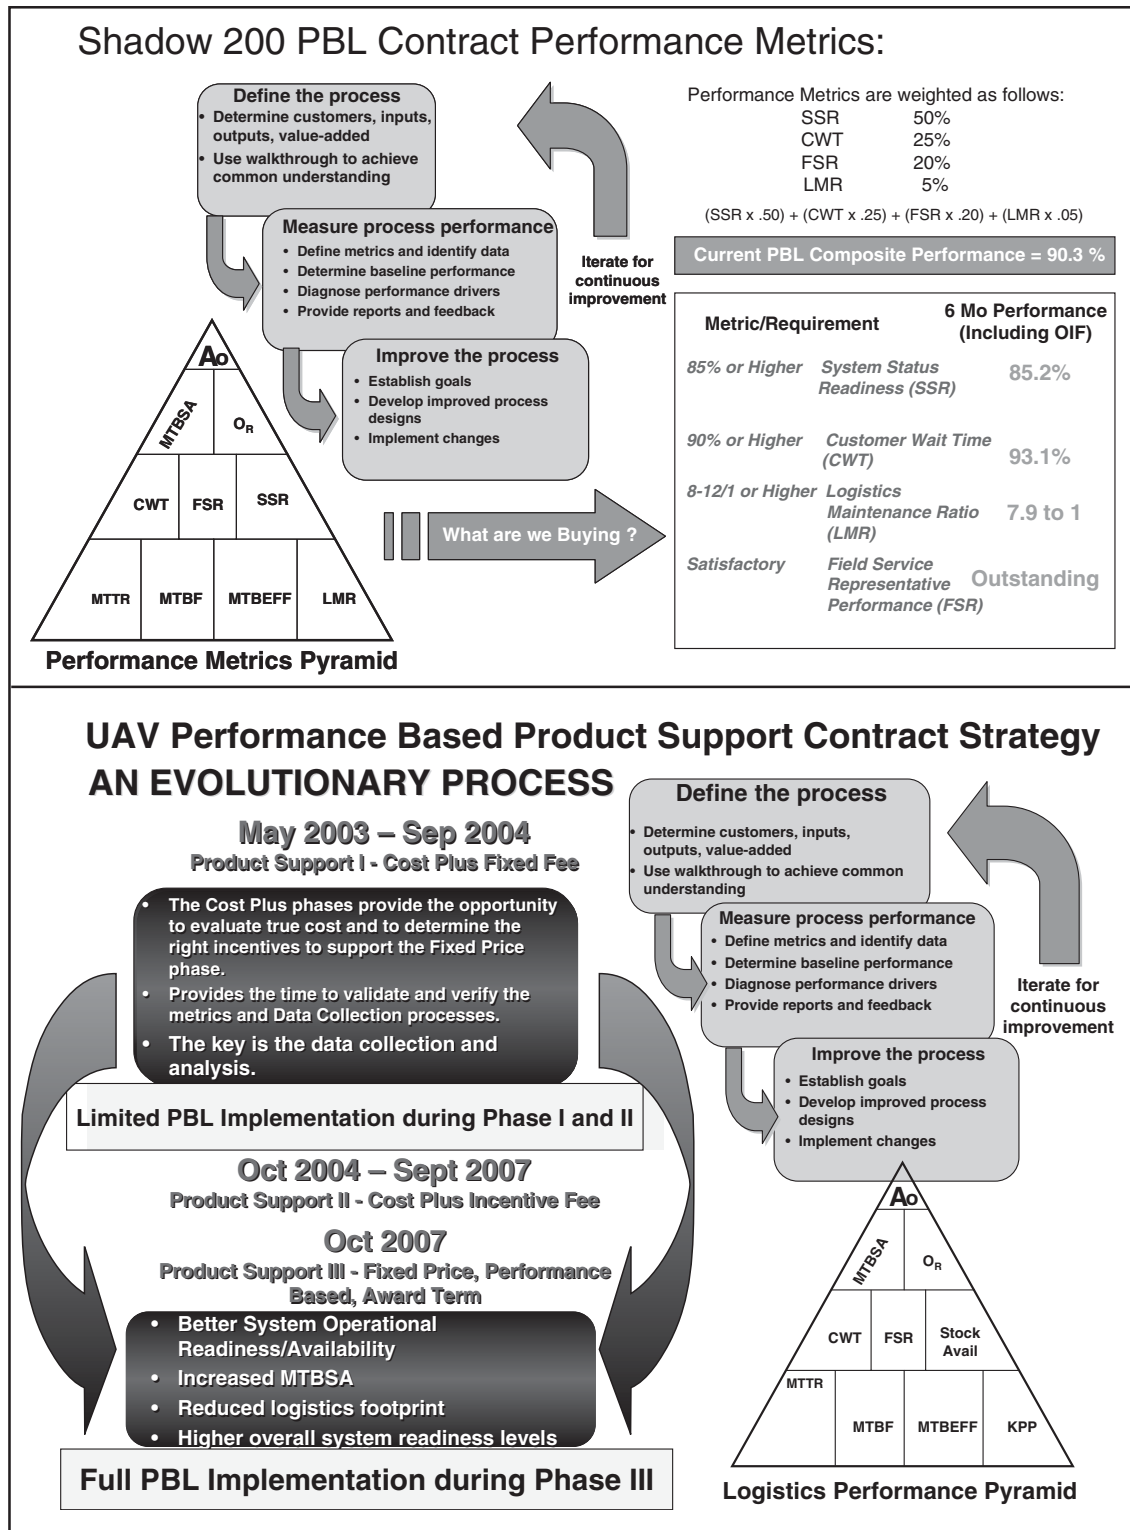 Shadow 200 PBL Contract Performance Metrics:
Define the process
• Determine customers, inputs,
outputs, value-added
• Use walkthrough to achieve
common understanding
Measure process performance
• Define metrics and identify data
• Determine baseline performance
• Diagnose performance drivers
• Provide reports and feedback
Improve the process
• Establish goals
• Develop improved process
designs
• Implement changes
Iterate for
continuous
improvement
Performance Metrics are weighted as follows:
SSR 50%
CWT 25%
FSR 20%
LMR 5%
(SSR x .50) + (CWT x .25) + (FSR x .20) + (LMR x .05)
Current PBL Composite Performance = 90.3 %
Metric/Requirement
6 Mo Performance
(Including OIF)
85% or Higher System Status
Readiness (SSR)
85.2%
90% or Higher Customer Wait Time
(CWT)
93.1%
8-12/1 or Higher Logistics
Maintenance Ratio
(LMR)
7.9 to 1
Satisfactory Field Service
Representative
Performance (FSR)
Outstanding
What are we Buying ?
Ao
MTBSA
OR
CWT FSR SSR
MTTR MTBF MTBEFF LMR
Performance Metrics Pyramid
UAV Performance Based Product Support Contract Strategy
AN EVOLUTIONARY PROCESS
May 2003 – Sep 2004
Product Support I - Cost Plus Fixed Fee
• The Cost Plus phases provide the opportunity
to evaluate true cost and to determine the
right incentives to support the Fixed Price
phase.
• Provides the time to validate and verify the
metrics and Data Collection processes.
• The key is the data collection and
analysis.
Limited PBL Implementation during Phase I and II
Oct 2004 – Sept 2007
Product Support II - Cost Plus Incentive Fee
Oct 2007
Product Support III - Fixed Price, Performance
Based, Award Term
• Better System Operational
Readiness/Availability
• Increased MTBSA
• Reduced logistics footprint
• Higher overall system readiness levels
Full PBL Implementation during Phase III
Define the process
• Determine customers, inputs,
outputs, value-added
• Use walkthrough to achieve common
understanding
Measure process performance
• Define metrics and identify data
• Determine baseline performance
• Diagnose performance drivers
• Provide reports and feedback
Improve the process
• Establish goals
• Develop improved process
designs
• Implement changes
Iterate for
continuous
improvement
Ao
MTBSA
OR
CWT FSR Stock
Avail
MTTR
MTBF MTBEFF KPP
Logistics Performance Pyramid